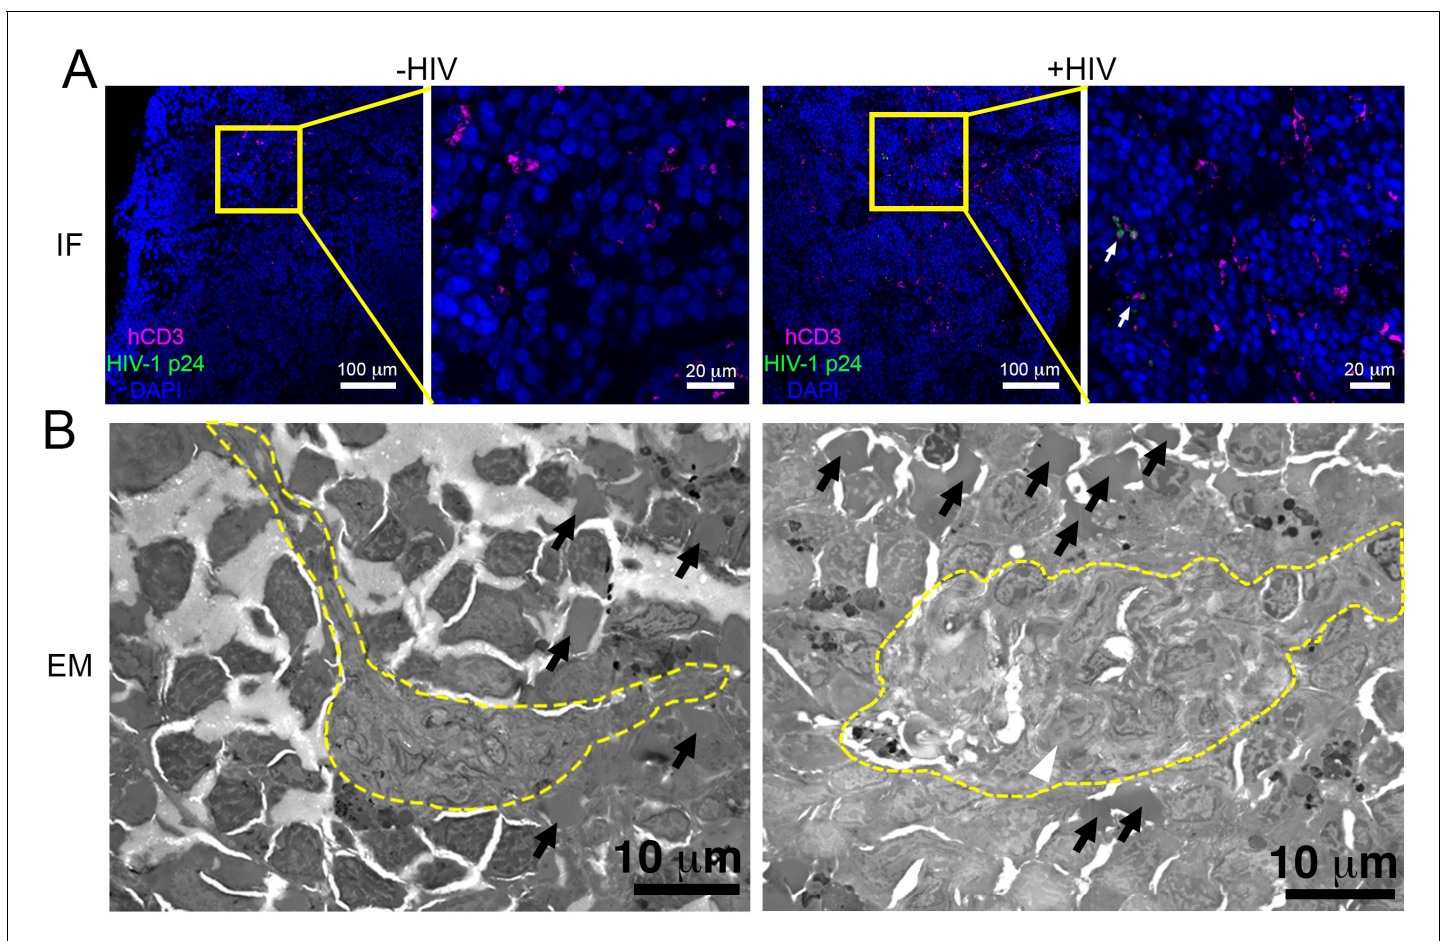 A
-HIV
+HIV
IF
hCD3
HIV-1 p24
DAPI
100 μm
20 μm
hCD3
HIV-1 p24
DAPI
100 μm
20 μm
B
EM
10 μm
10 μm